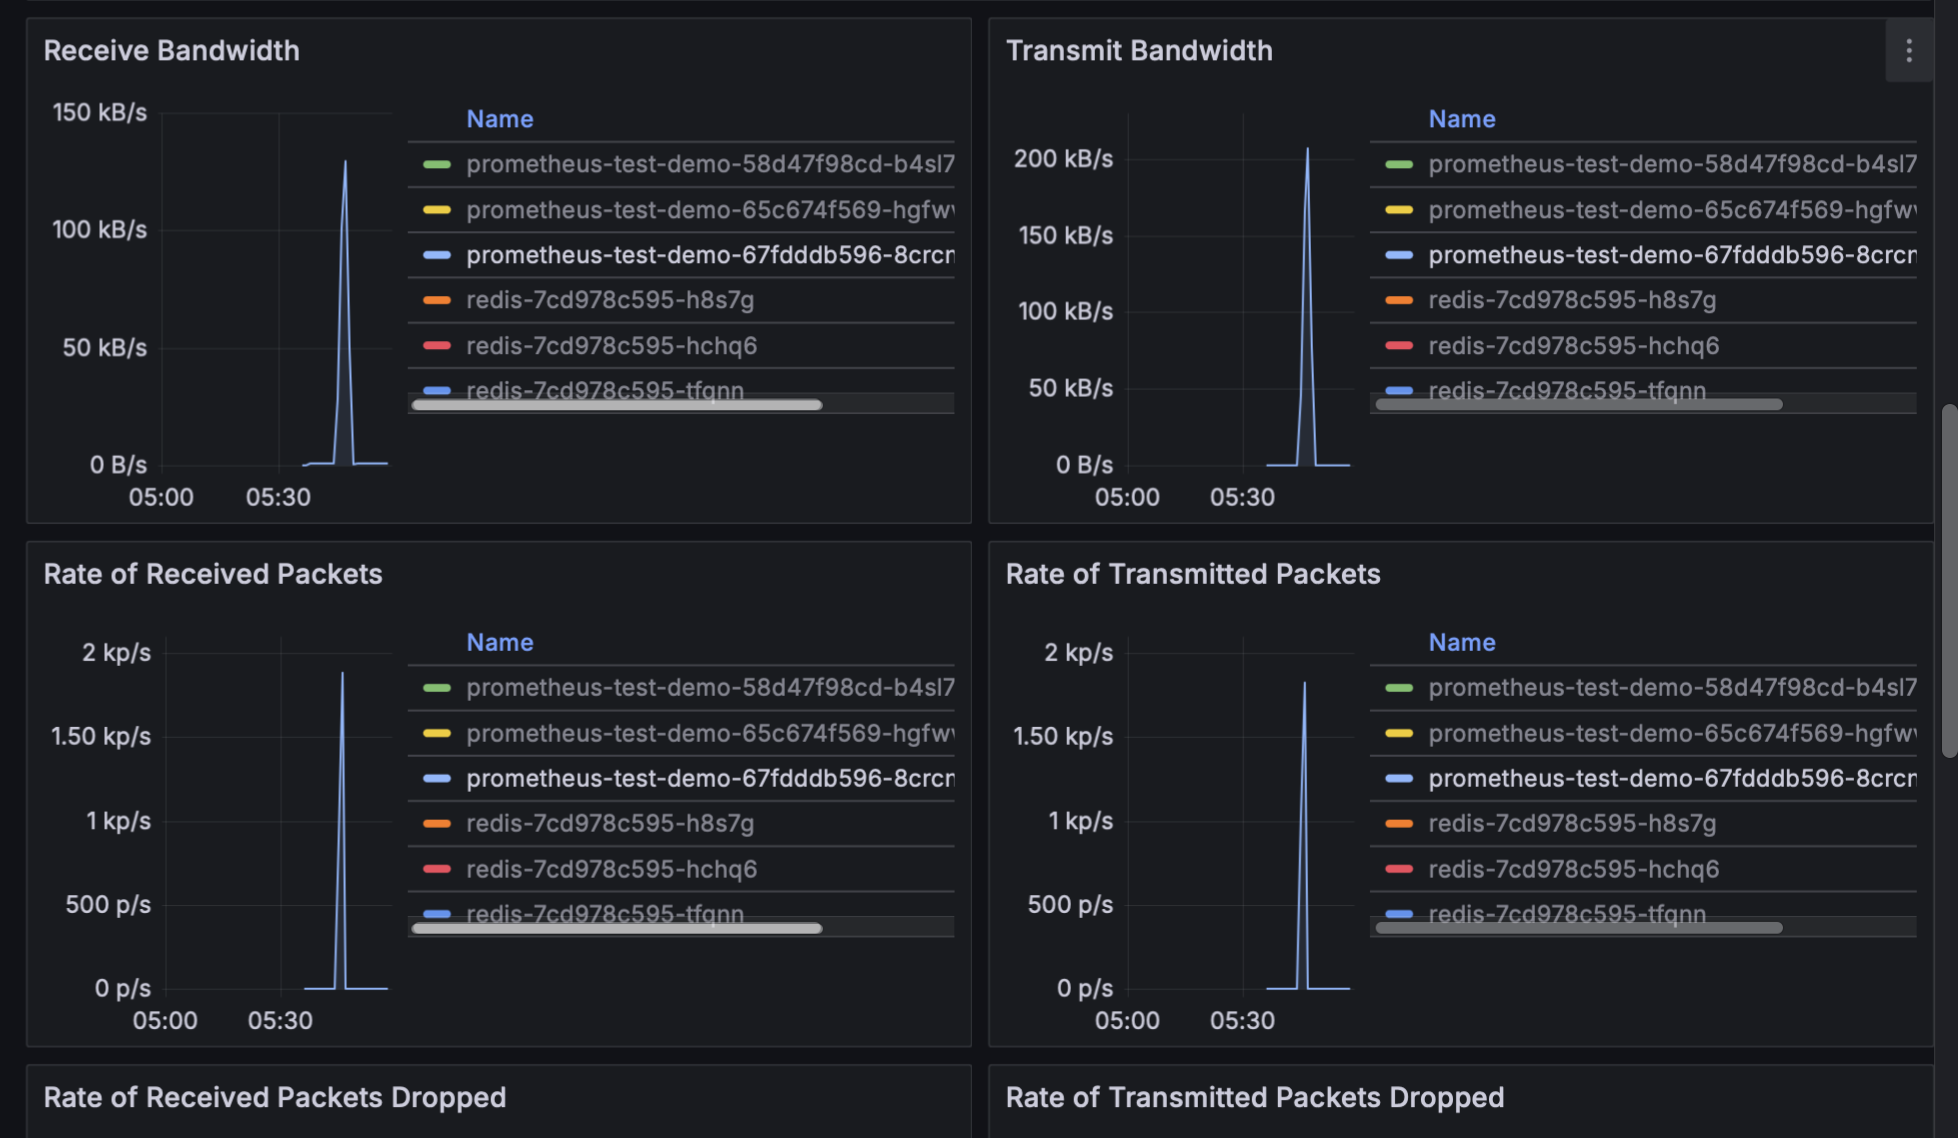 Receive Bandwidth
150 kB/s
100 kB/s
50 kB/s
0 B/s
05:00 05:30
Name
prometheus-test-demo-58d47f98cd-b4sl7
prometheus-test-demo-65c674f569-hgfw
prometheus-test-demo-67fdddb596-8crc
redis-7cd978c595-h8s7g
redis-7cd978c595-hchq6
redis-7cd978c595-tfqnn
Transmit Bandwidth
200 kB/s
150 kB/s
100 kB/s
50 kB/s
0 B/s
05:00 05:30
Name
prometheus-test-demo-58d47f98cd-b4sl7
prometheus-test-demo-65c674f569-hgfw
prometheus-test-demo-67fdddb596-8crc
redis-7cd978c595-h8s7g
redis-7cd978c595-hchq6
redis-7cd978c595-tfqnn
Rate of Received Packets
2 kp/s
1.50 kp/s
1 kp/s
500 p/s
0 p/s
05:00 05:30
Name
prometheus-test-demo-58d47f98cd-b4sl7
prometheus-test-demo-65c674f569-hgfw
prometheus-test-demo-67fdddb596-8crc
redis-7cd978c595-h8s7g
redis-7cd978c595-hchq6
redis-7cd978c595-tfqnn
Rate of Transmitted Packets
2 kp/s
1.50 kp/s
1 kp/s
500 p/s
0 p/s
05:00 05:30
Name
prometheus-test-demo-58d47f98cd-b4sl7
prometheus-test-demo-65c674f569-hgfw
prometheus-test-demo-67fdddb596-8crc
redis-7cd978c595-h8s7g
redis-7cd978c595-hchq6
redis-7cd978c595-tfqnn
Rate of Received Packets Dropped
Rate of Transmitted Packets Dropped